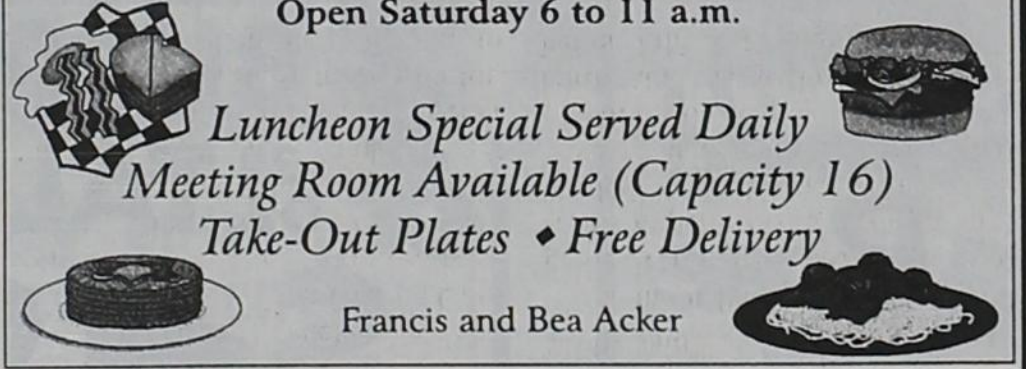 Open Saturday 6 to 11 a.m.
Luncheon Special Served Daily
Meeting Room Available (Capacity 16)
Take-Out Plates ◆ Free Delivery
Francis and Bea Acker